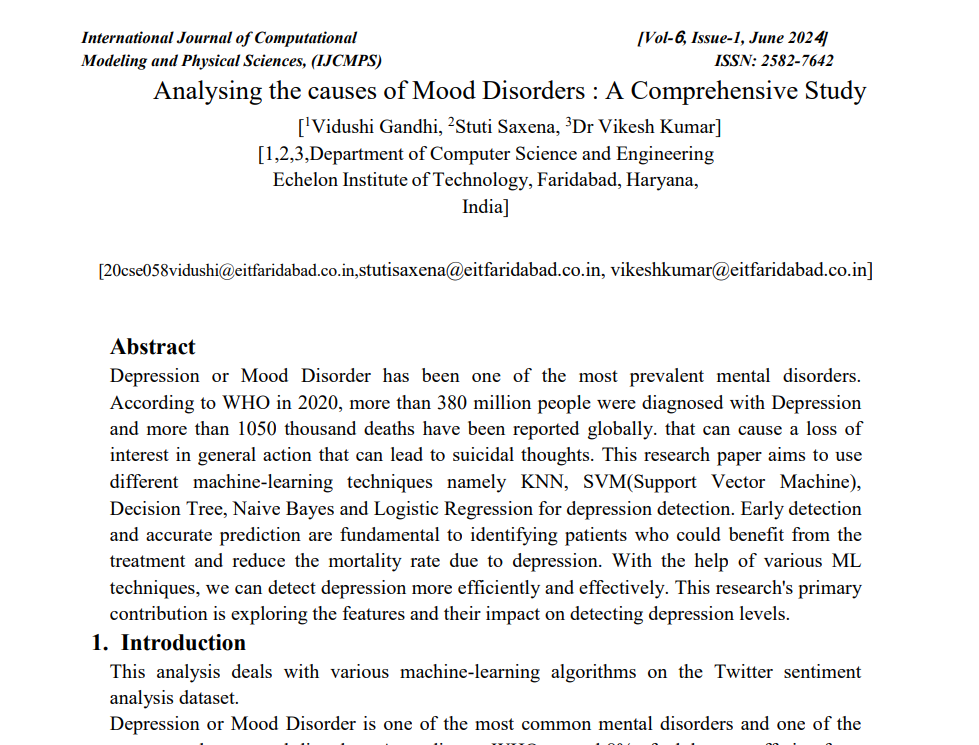 International Journal of Computational [Vol-6, Issue-1, June 2024]
Modeling and Physical Sciences, (IJCMPS) ISSN: 2582-7642
Analysing the causes of Mood Disorders : A Comprehensive Study
[¹Vidushi Gandhi, ²Stuti Saxena, ³Dr Vikesh Kumar]
[1,2,3,Department of Computer Science and Engineering
Echelon Institute of Technology, Faridabad, Haryana,
India]
[20cse058vidushi@eitfaridabad.co.in,stutisaxena@eitfaridabad.co.in, vikeshkumar@eitfaridabad.co.in]
Abstract
Depression or Mood Disorder has been one of the most prevalent mental disorders.
According to WHO in 2020, more than 380 million people were diagnosed with Depression
and more than 1050 thousand deaths have been reported globally. that can cause a loss of
interest in general action that can lead to suicidal thoughts. This research paper aims to use
different machine-learning techniques namely KNN, SVM(Support Vector Machine),
Decision Tree, Naive Bayes and Logistic Regression for depression detection. Early detection
and accurate prediction are fundamental to identifying patients who could benefit from the
treatment and reduce the mortality rate due to depression. With the help of various ML
techniques, we can detect depression more efficiently and effectively. This research's primary
contribution is exploring the features and their impact on detecting depression levels.
1. Introduction
This analysis deals with various machine-learning algorithms on the Twitter sentiment
analysis dataset.
Depression or Mood Disorder is one of the most common mental disorders and one of the